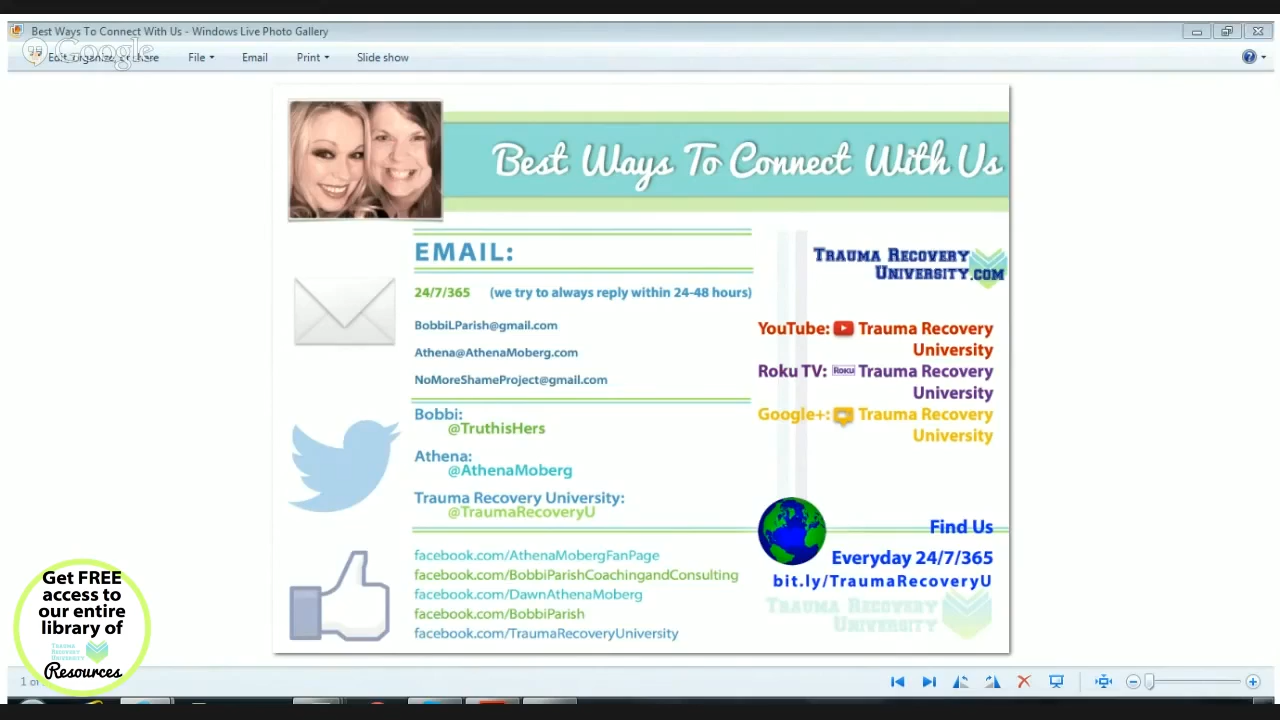 Best Ways To Connect With Us - Windows Live Photo Gallery
Google
File Email Print Slide show
Best Ways To Connect With Us
EMAIL:
24/7/365 (we try to always reply within 24-48 hours)
BobbiLParish@gmail.com
Athena@AthenaMoberg.com
NoMoreShameProject@gmail.com
Bobbi:
@TruthisHers
Athena:
@AthenaMoberg
Trauma Recovery University:
@TraumaRecoveryU
facebook.com/AthenaMobergFanPage
facebook.com/BobbiParishCoachingandConsulting
facebook.com/DawnAthenaMoberg
facebook.com/BobbiParish
facebook.com/TraumaRecoveryUniversity
Trauma Recovery
University.com
YouTube: Trauma Recovery
University
Roku TV: Roku Trauma Recovery
University
Google+: Trauma Recovery
University
Find Us
Everyday 24/7/365
bit.ly/TraumaRecoveryU
Trauma Recovery
University
Get FREE
access to
our entire
library of
Trauma
Recovery
University
Resources